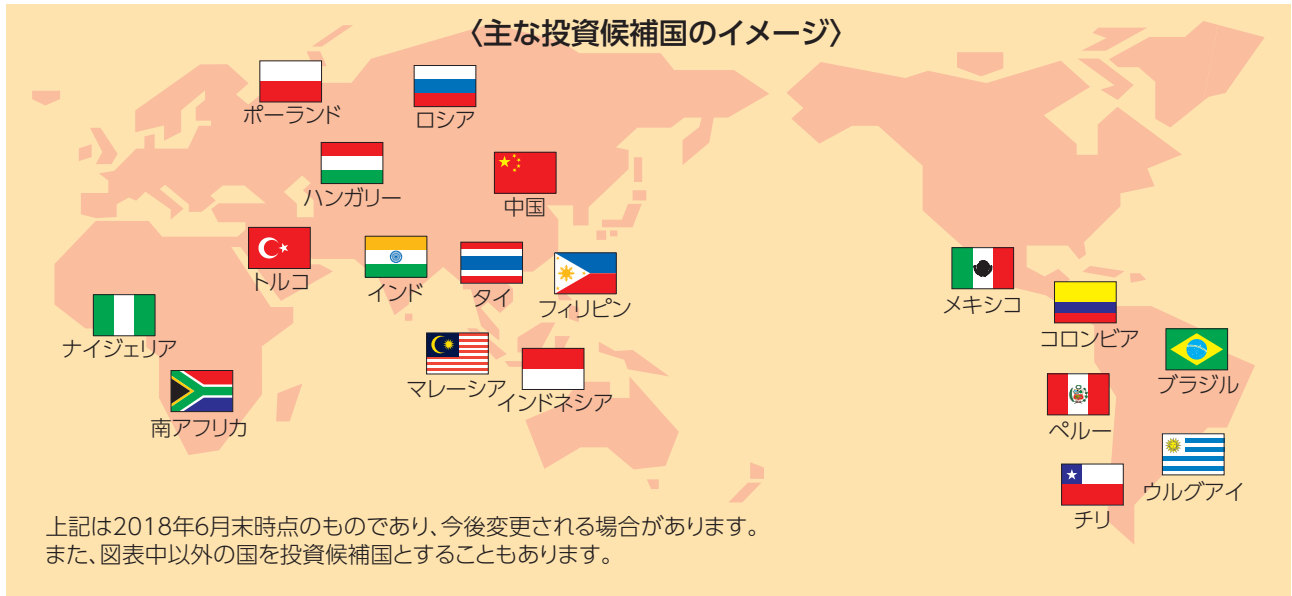 〈主な投資候補国のイメージ〉
ポーランド
ロシア
ハンガリー
中国
トルコ
インド
タイ
フィリピン
メキシコ
コロンビア
ナイジェリア
マレーシア
インドネシア
ブラジル
南アフリカ
ペルー
ウルグアイ
チリ
上記は2018年6月末時点のものであり、今後変更される場合があります。
また、図表中以外の国を投資候補国とすることもあります。